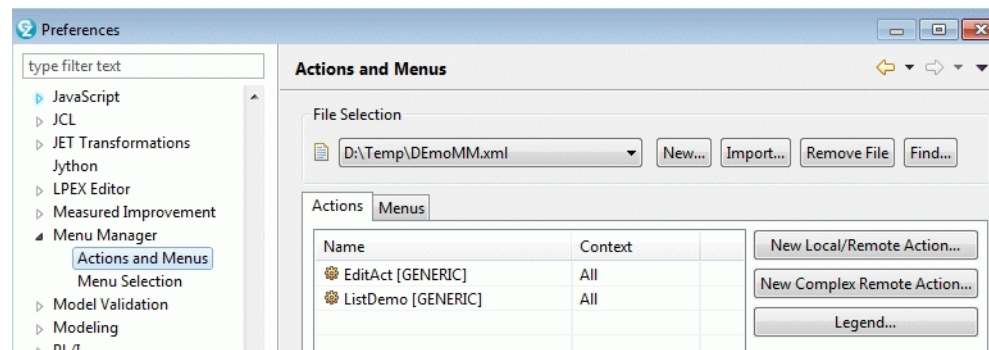 Preferences
type filter text
JavaScript
JCL
JET Transformations
Jython
LPEX Editor
Measured Improvement
Menu Manager
Actions and Menus
Menu Selection
Model Validation
Modeling
Actions and Menus
File Selection
D:\Temp\DEmoMM.xml New... Import... Remove File Find...
Actions Menus
Name Context
EditAct [GENERIC] All
ListDemo [GENERIC] All
New Local/Remote Action...
New Complex Remote Action...
Legend...